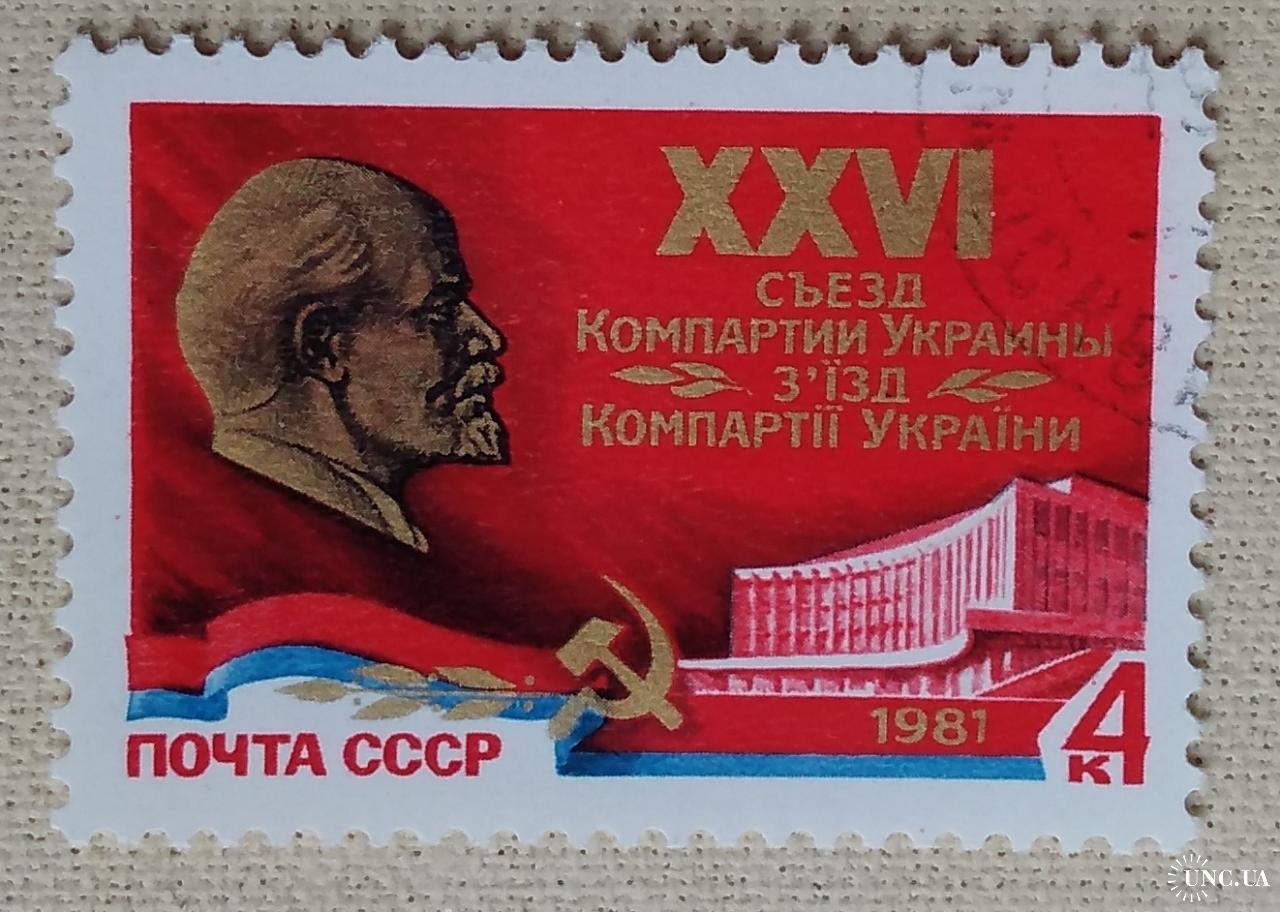 XXVI
СЪЕЗД
КОМПАРТИИ УКРАИНЫ
З'ЇЗД
КОМПАРТІЇ УКРАЇНИ
1981
4
К
ПОЧТА СССР
UNC.UA